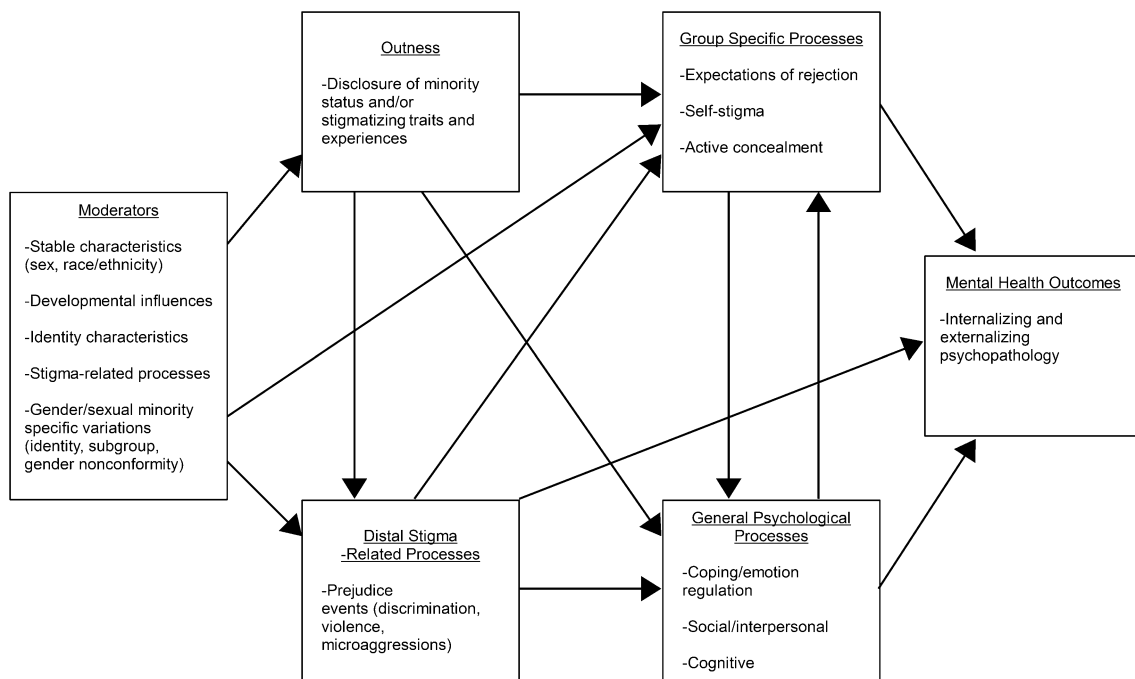 Outness
-Disclosure of minority
status and/or
stigmatizing traits and
experiences
Group Specific Processes
-Expectations of rejection
-Self-stigma
-Active concealment
Moderators
-Stable characteristics
(sex, race/ethnicity)
-Developmental influences
-Identity characteristics
-Stigma-related processes
-Gender/sexual minority
specific variations
(identity, subgroup,
gender nonconformity)
Mental Health Outcomes
-Internalizing and
externalizing
psychopathology
Distal Stigma
-Related Processes
-Prejudice
events (discrimination,
violence,
microaggressions)
General Psychological
Processes
-Coping/emotion
regulation
-Social/interpersonal
-Cognitive